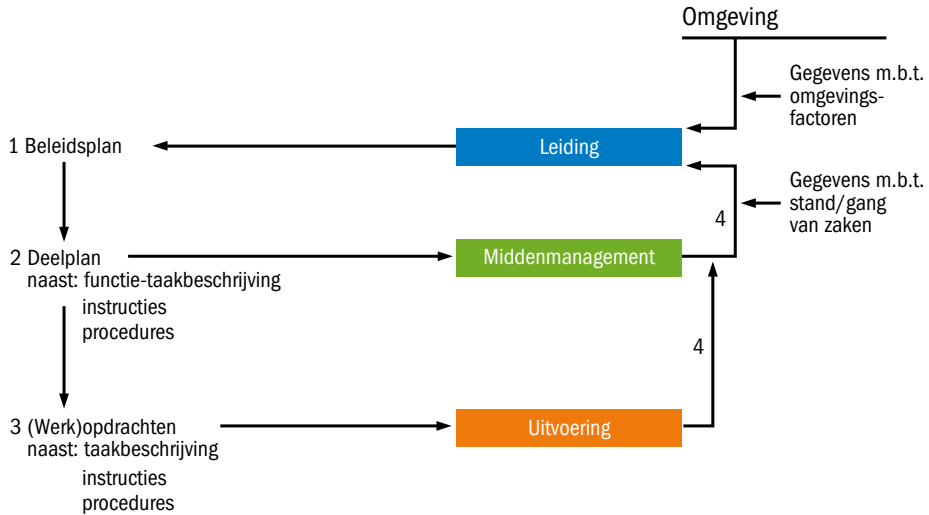 Omgeving
Gegevens m.b.t.
omgevings-
factoren
1 Beleidsplan
Leiding
Gegevens m.b.t.
stand/gang
van zaken
4
2 Deelplan
naast: functie-taakbeschrijving
instructies
procedures
Middenmanagement
4
3 (Werk)opdrachten
naast: taakbeschrijving
instructies
procedures
Uitvoering